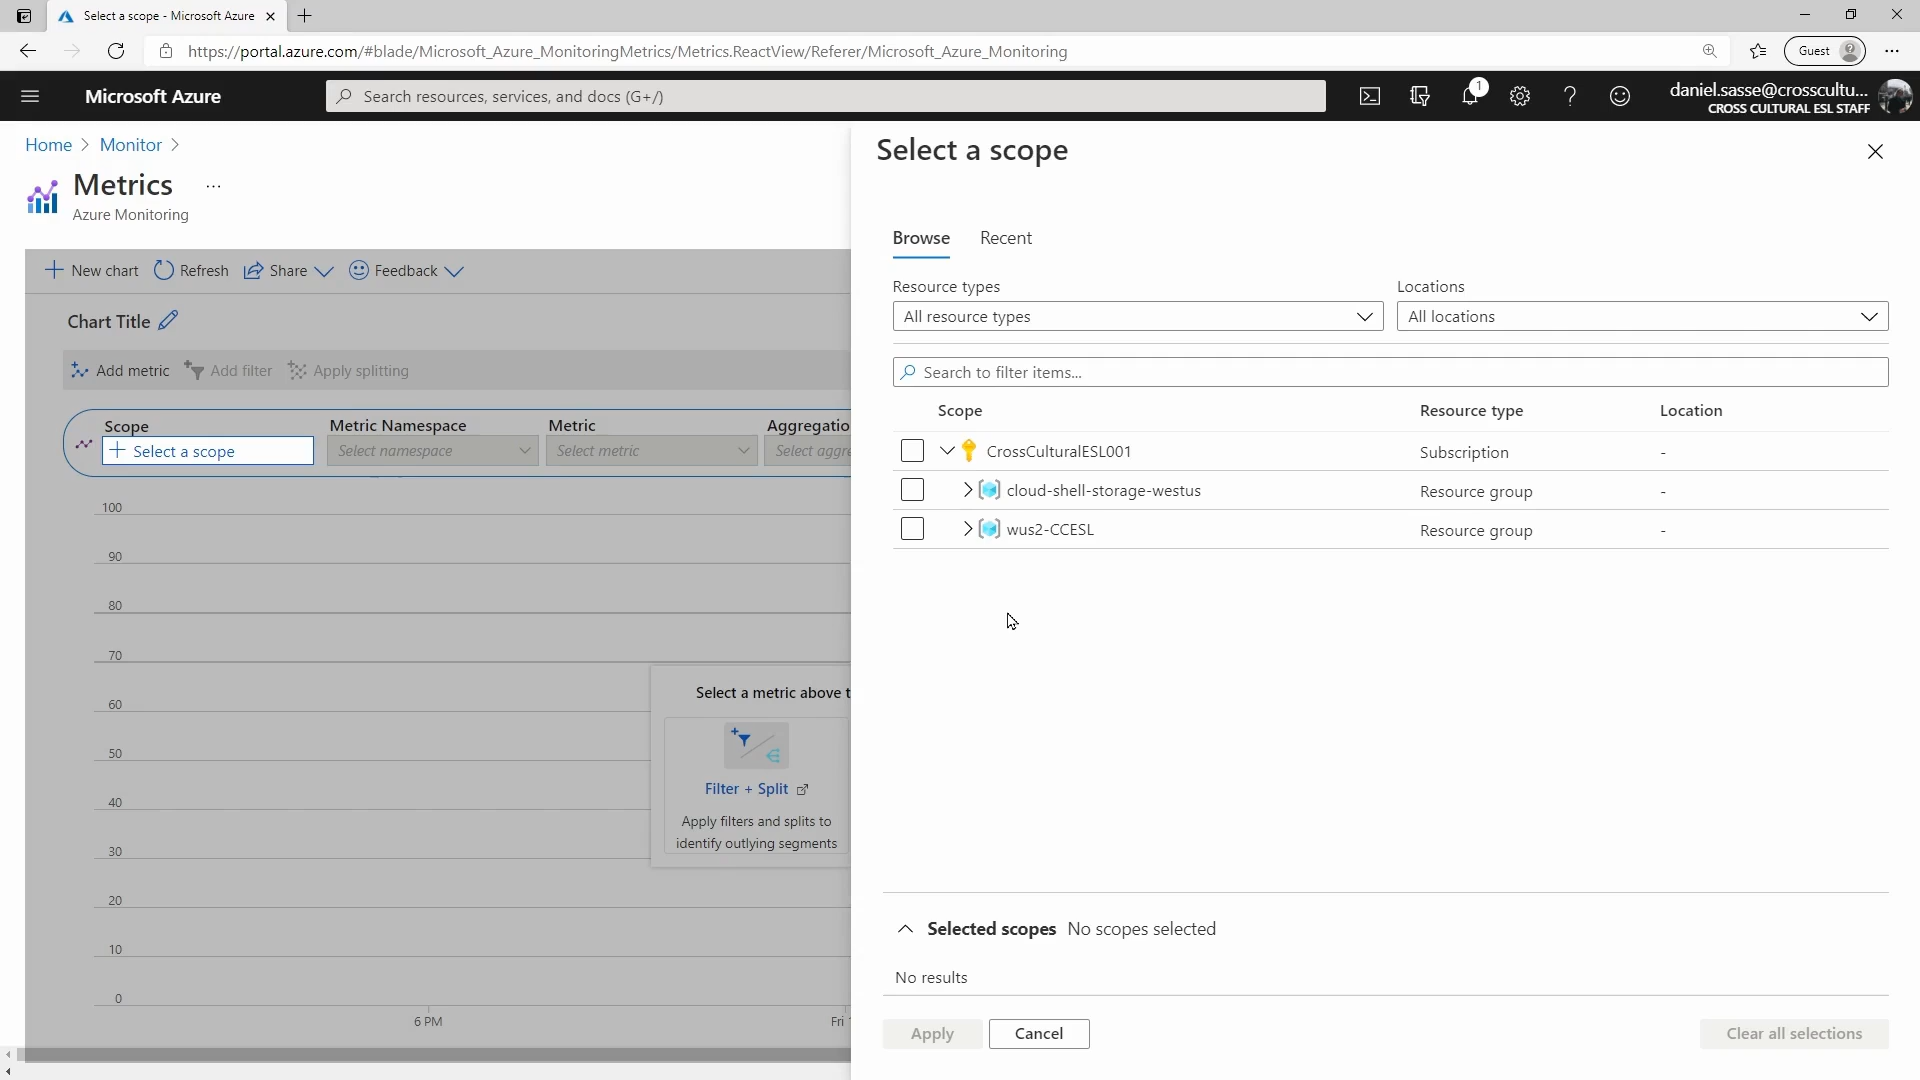 Select a scope - Microsoft Azure
https://portal.azure.com/#blade/Microsoft_Azure_MonitoringMetrics/Metrics.ReactView/Referer/Microsoft_Azure_Monitoring
Guest
Microsoft Azure
Search resources, services, and docs (G+/)
1
daniel.sasse@crosscultu...
CROSS CULTURAL ESL STAFF
Home > Monitor >
Metrics ...
Azure Monitoring
New chart Refresh Share Feedback
Chart Title
Add metric Add filter Apply splitting
Scope Metric Namespace Metric Aggregatio
Select a scope Select namespace Select metric Select aggre
100
90
80
70
60
50
40
30
20
10
0
6 PM Fri
Select a metric above t
Filter + Split
Apply filters and splits to
identify outlying segments
Select a scope
Browse Recent
Resource types Locations
All resource types All locations
Search to filter items...
Scope Resource type Location
CrossCulturalESL001 Subscription -
cloud-shell-storage-westus Resource group -
wus2-CCESL Resource group -
Selected scopes No scopes selected
No results
Apply Cancel Clear all selections